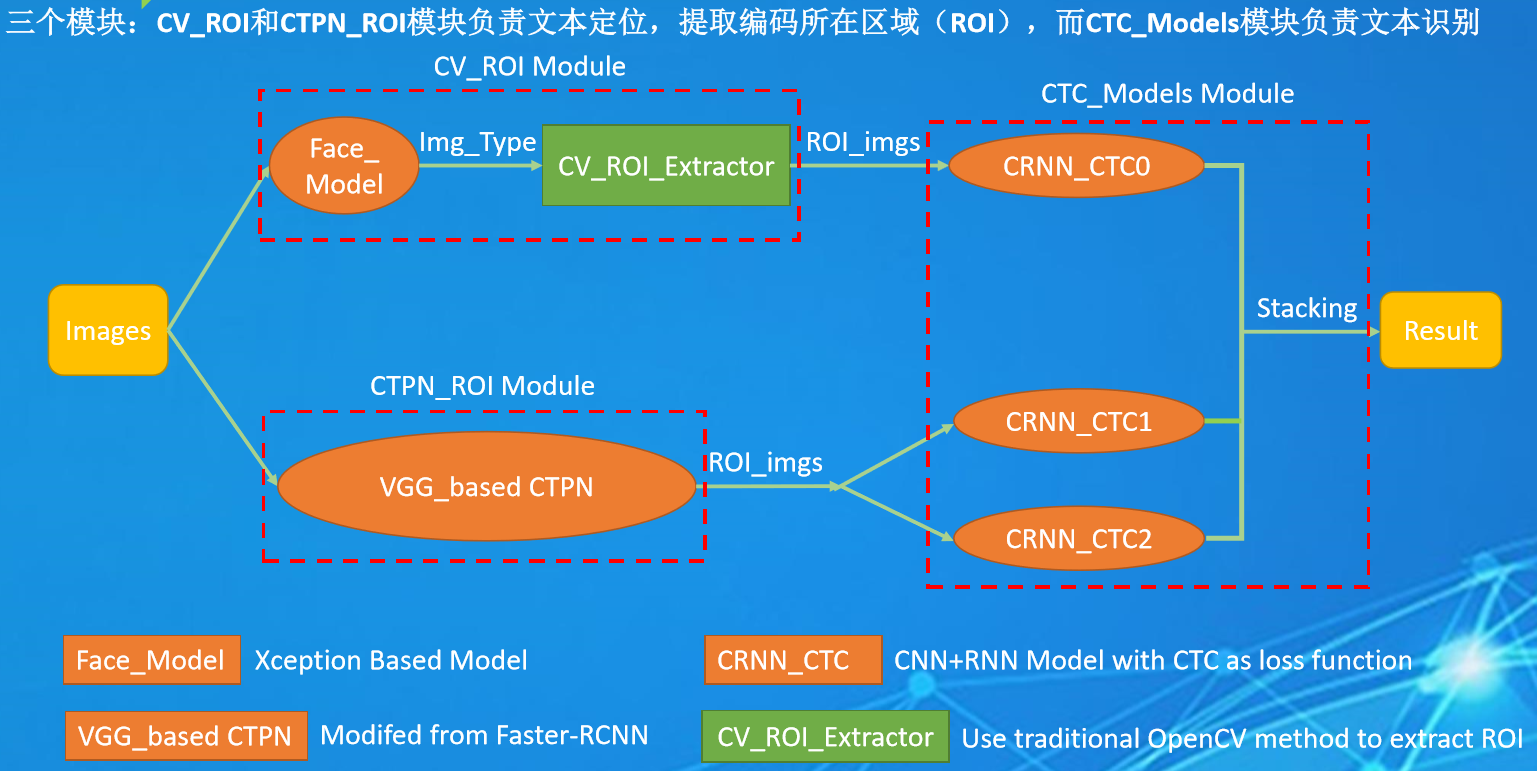 三个模块：CV_ROI和CTPN_ROI模块负责文本定位，提取编码所在区域（ROI），而CTC_Models模块负责文本识别
CV_ROI Module
CTC_Models Module
Face_
Model
Img_Type
CV_ROI_Extractor
ROI_imgs
CRNN_CTC0
Images
Stacking
Result
CTPN_ROI Module
VGG_based CTPN
ROI_imgs
CRNN_CTC1
CRNN_CTC2
Face_Model Xception Based Model
CRNN_CTC CNN+RNN Model with CTC as loss function
VGG_based CTPN Modifed from Faster-RCNN
CV_ROI_Extractor Use traditional OpenCV method to extract ROI